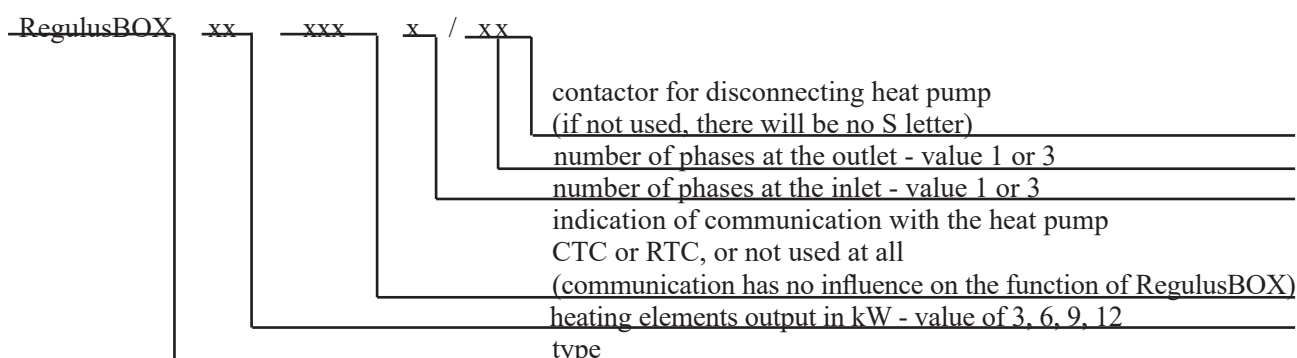 RegulusBOX xx xxx x / xx
contactor for disconnecting heat pump
(if not used, there will be no S letter)
number of phases at the outlet - value 1 or 3
number of phases at the inlet - value 1 or 3
indication of communication with the heat pump
CTC or RTC, or not used at all
(communication has no influence on the function of RegulusBOX)
heating elements output in kW - value of 3, 6, 9, 12
type